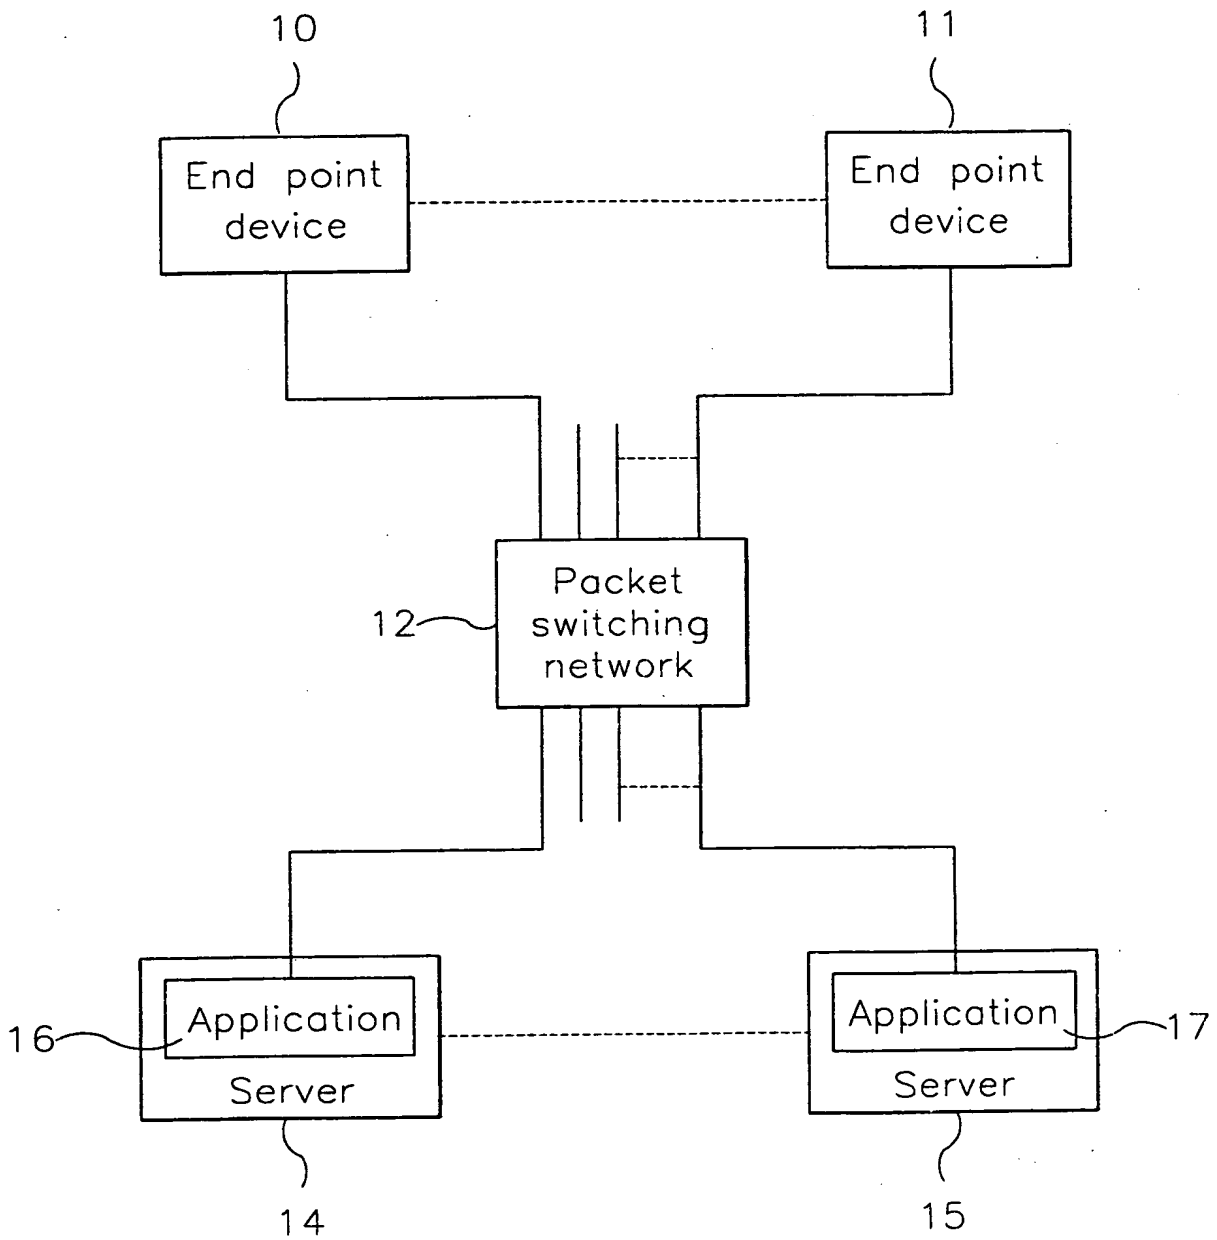 10
11
End point
device
End point
device
12
Packet
switching
network
16
Application
Server
Application
17
Server
14
15